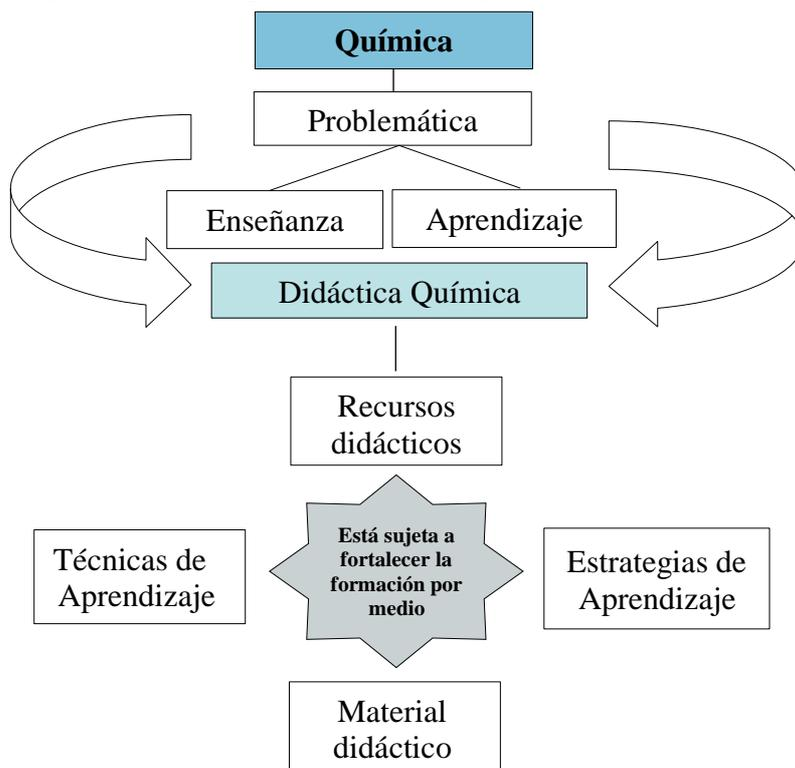 Química
Problemática
Enseñanza
Aprendizaje
Didáctica Química
Recursos
didácticos
Está sujeta a
fortalecer la
formación por
medio
Técnicas de
Aprendizaje
Estrategias de
Aprendizaje
Material
didáctico